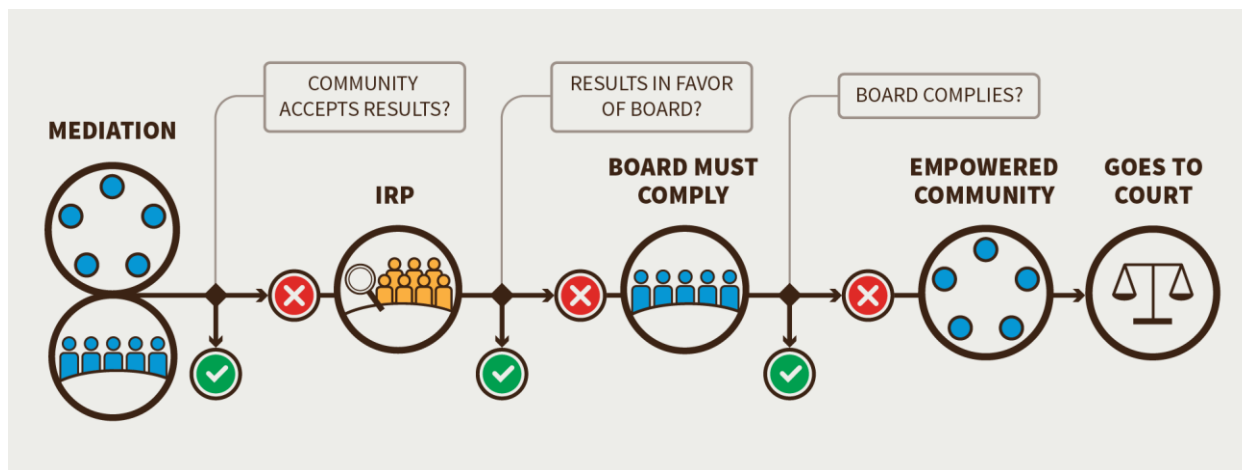 MEDIATION
COMMUNITY
ACCEPTS RESULTS?
IRP
RESULTS IN FAVOR
OF BOARD?
BOARD MUST
COMPLY
BOARD COMPLIES?
EMPOWERED
COMMUNITY
GOES TO
COURT